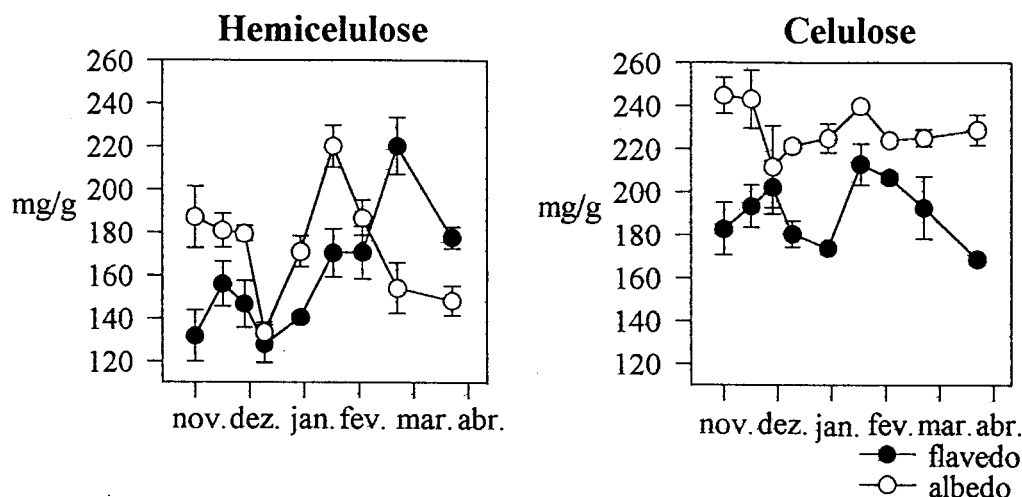 Hemicelulose
260
240
220
200
mg/g
180
160
140
120
nov. dez. jan. fev. mar. abr.
Celulose
260
240
220
200
mg/g
180
160
140
120
nov. dez. jan. fev. mar. abr.
flavedo
albedo